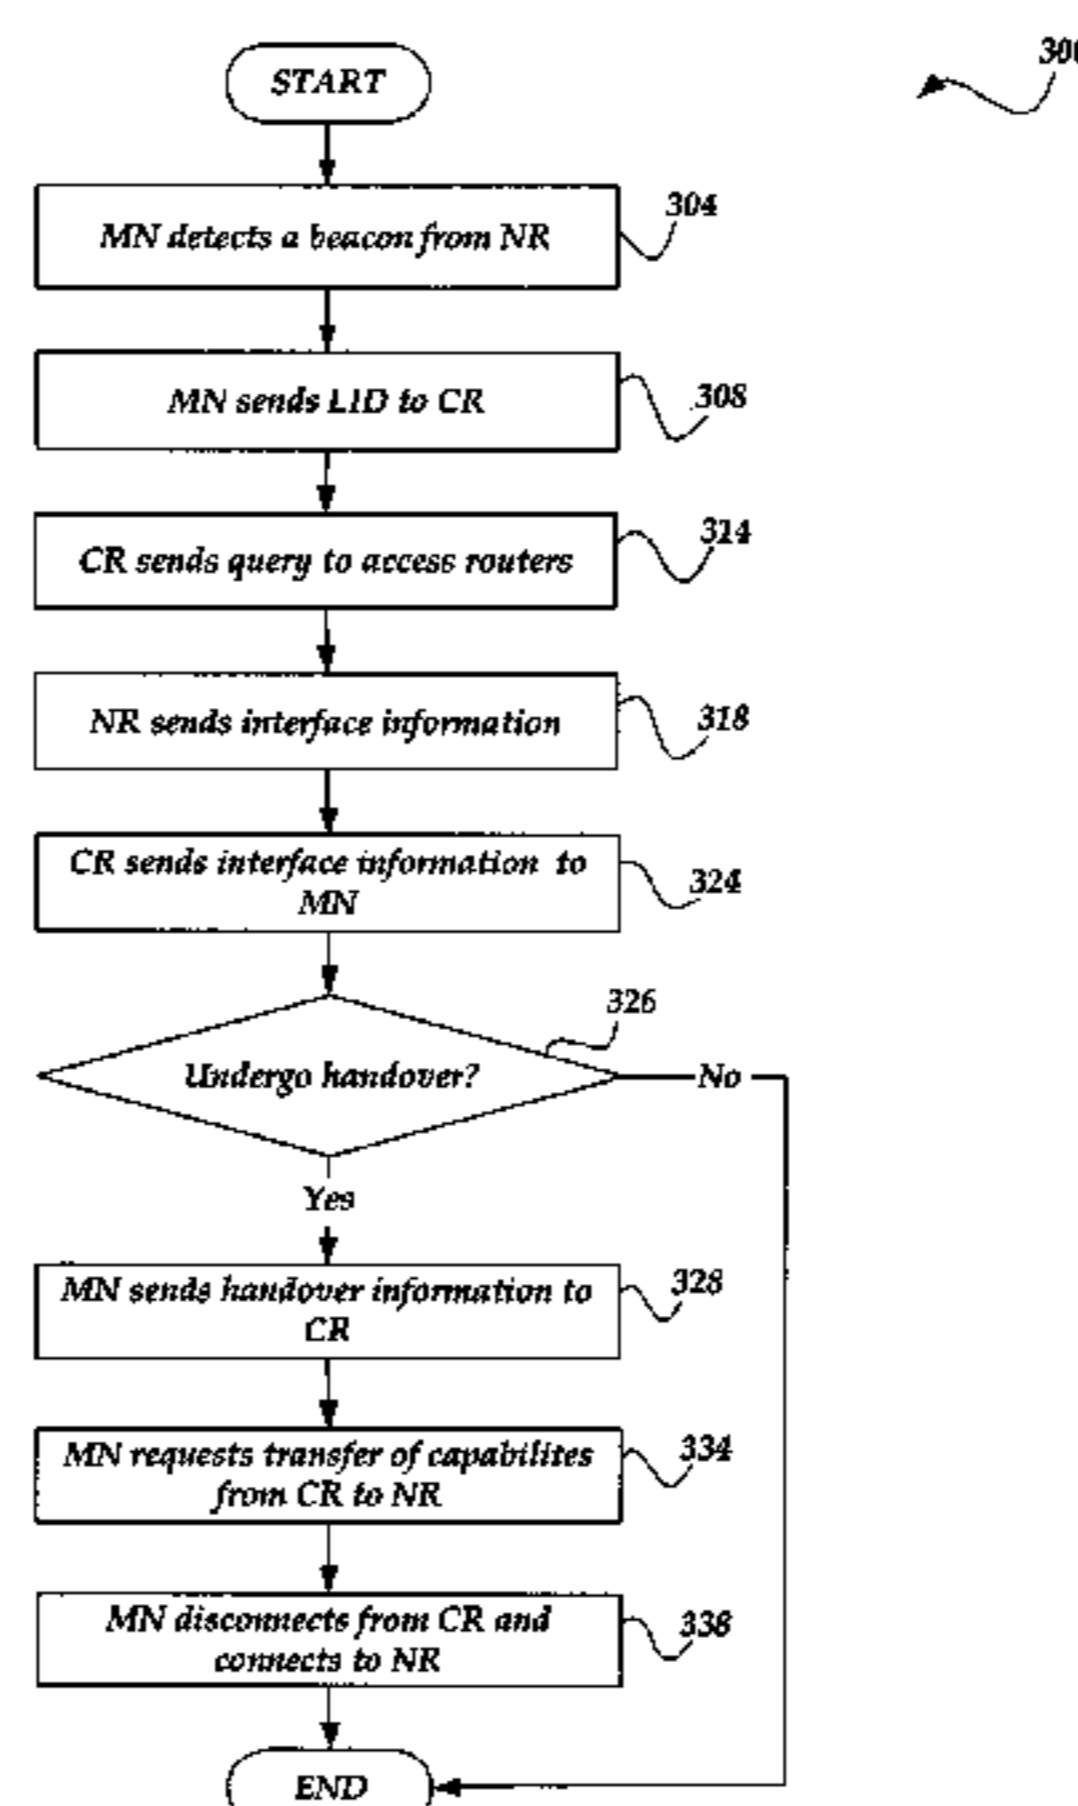 300
START
MN detects a beacon from NR
304
MN sends LID to CR
308
CR sends query to access routers
314
NR sends interface information
318
CR sends interface information to
MN
324
326
Undergo handover?
No
Yes
MN sends handover information to
CR
328
MN requests transfer of capabilites
from CR to NR
334
MN disconnects from CR and
connects to NR
338
END